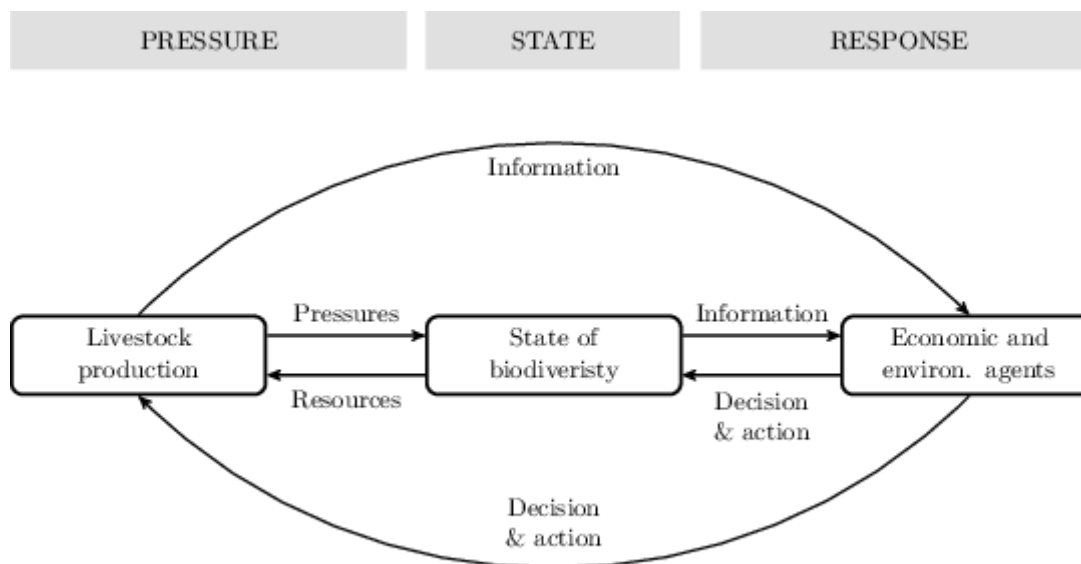 PRESSURE
STATE
RESPONSE
Information
Pressures
Information
Livestock
production
State of
biodiveristy
Economic and
environ. agents
Resources
Decision
& action
Decision
& action